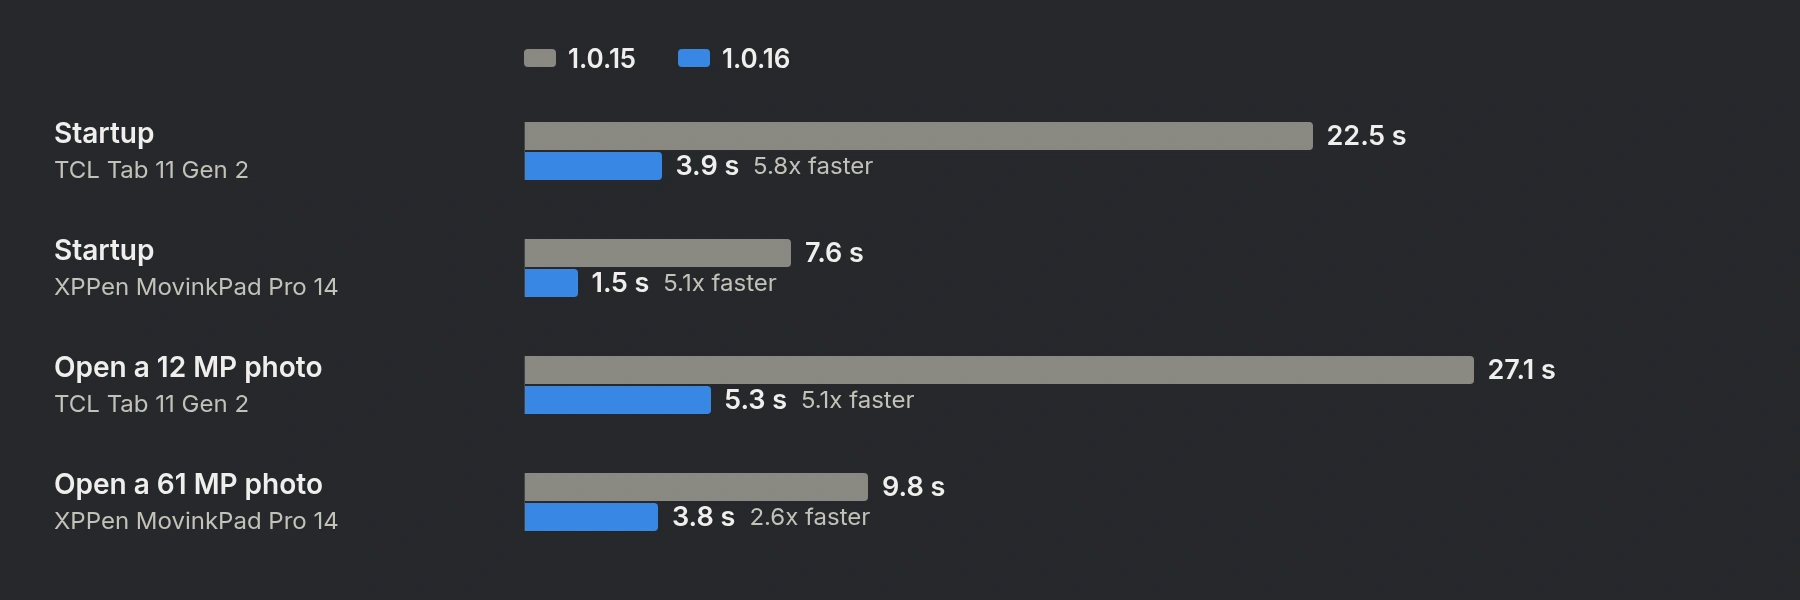 1.0.15 1.0.16
Startup
TCL Tab 11 Gen 2
22.5 s
3.9 s 5.8x faster
Startup
XPPen MovinkPad Pro 14
7.6 s
1.5 s 5.1x faster
Open a 12 MP photo
TCL Tab 11 Gen 2
27.1 s
5.3 s 5.1x faster
Open a 61 MP photo
XPPen MovinkPad Pro 14
9.8 s
3.8 s 2.6x faster